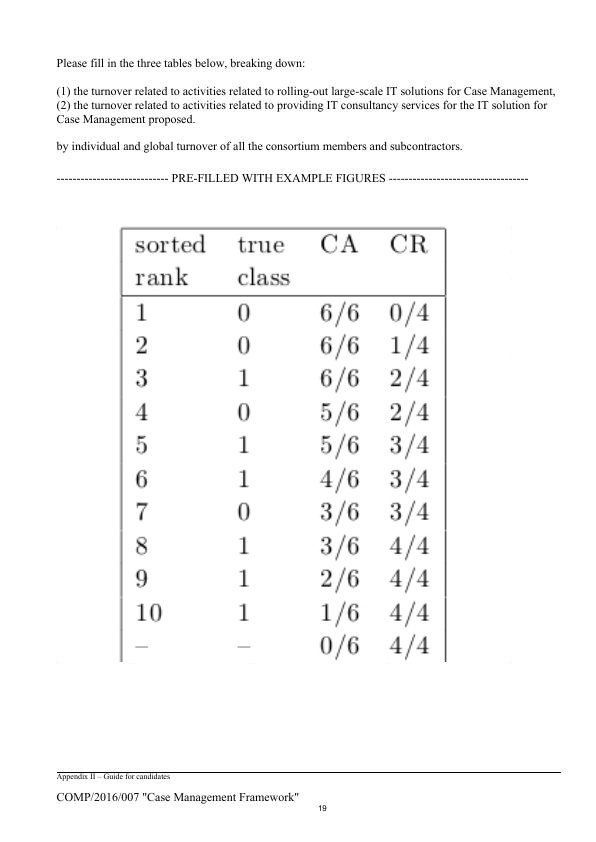 Please fill in the three tables below, breaking down:
(1) the turnover related to activities related to rolling-out large-scale IT solutions for Case Management,
(2) the turnover related to activities related to providing IT consultancy services for the IT solution for
Case Management proposed.
by individual and global turnover of all the consortium members and subcontractors.
---------------------------- PRE-FILLED WITH EXAMPLE FIGURES -----------------------------------
sorted true CA CR
rank class
1 0 6/6 0/4
2 0 6/6 1/4
3 1 6/6 2/4
4 0 5/6 2/4
5 1 5/6 3/4
6 1 4/6 3/4
7 0 3/6 3/4
8 1 3/6 4/4
9 1 2/6 4/4
10 1 1/6 4/4
– – 0/6 4/4
Appendix II – Guide for candidates
COMP/2016/007 "Case Management Framework"
19